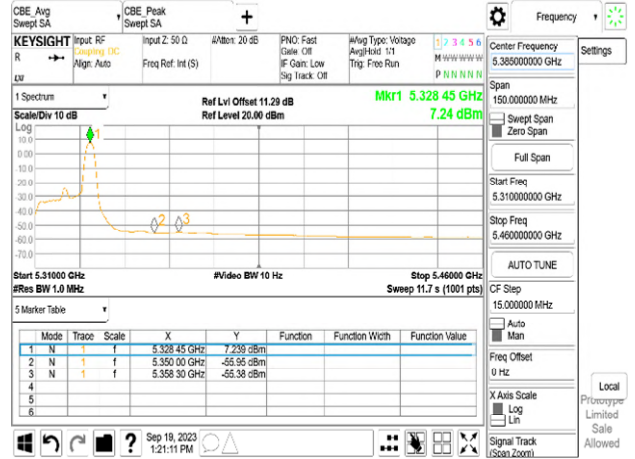 CBE_Avg
Swept SA
CBE_Peak
Swept SA
+
Frequency
KEYSIGHT
R
Input: RF
Coupling: DC
Align: Auto
Input Z: 50 Ω
Freq Ref: Int (S)
#Atten: 20 dB
PNO: Fast
Gate: Off
IF Gain: Low
Sig Track: Off
#Avg Type: Voltage
Avg|Hold: 1/1
Trig: Free Run
1 2 3 4 5 6
M W W W W W
P N N N N N
LXI
Settings
Center Frequency
5.385000000 GHz
Span
150.000000 MHz
Swept Span
Zero Span
Full Span
Start Freq
5.310000000 GHz
Stop Freq
5.460000000 GHz
AUTO TUNE
CF Step
15.000000 MHz
Auto
Man
Freq Offset
0 Hz
X Axis Scale
Log
Lin
Signal Track
(Span Zoom)
Local
Prototype
Limited
Sale
Allowed
1 Spectrum
Scale/Div 10 dB
Ref Lvl Offset 11.29 dB
Ref Level 20.00 dBm
Mkr1 5.328 45 GHz
7.24 dBm
Log
10.0
0.00
-10.0
-20.0
-30.0
-40.0
-50.0
-60.0
-70.0
1
2
3
Start 5.31000 GHz
#Res BW 1.0 MHz
#Video BW 10 Hz
Stop 5.46000 GHz
Sweep 11.7 s (1001 pts)
5 Marker Table
Mode Trace Scale X Y Function Function Width Function Value
1 N 1 f 5.328 45 GHz 7.239 dBm
2 N 1 f 5.350 00 GHz -55.95 dBm
3 N 1 f 5.358 30 GHz -55.38 dBm
4
5
6
?
Sep 19, 2023
1:21:11 PM